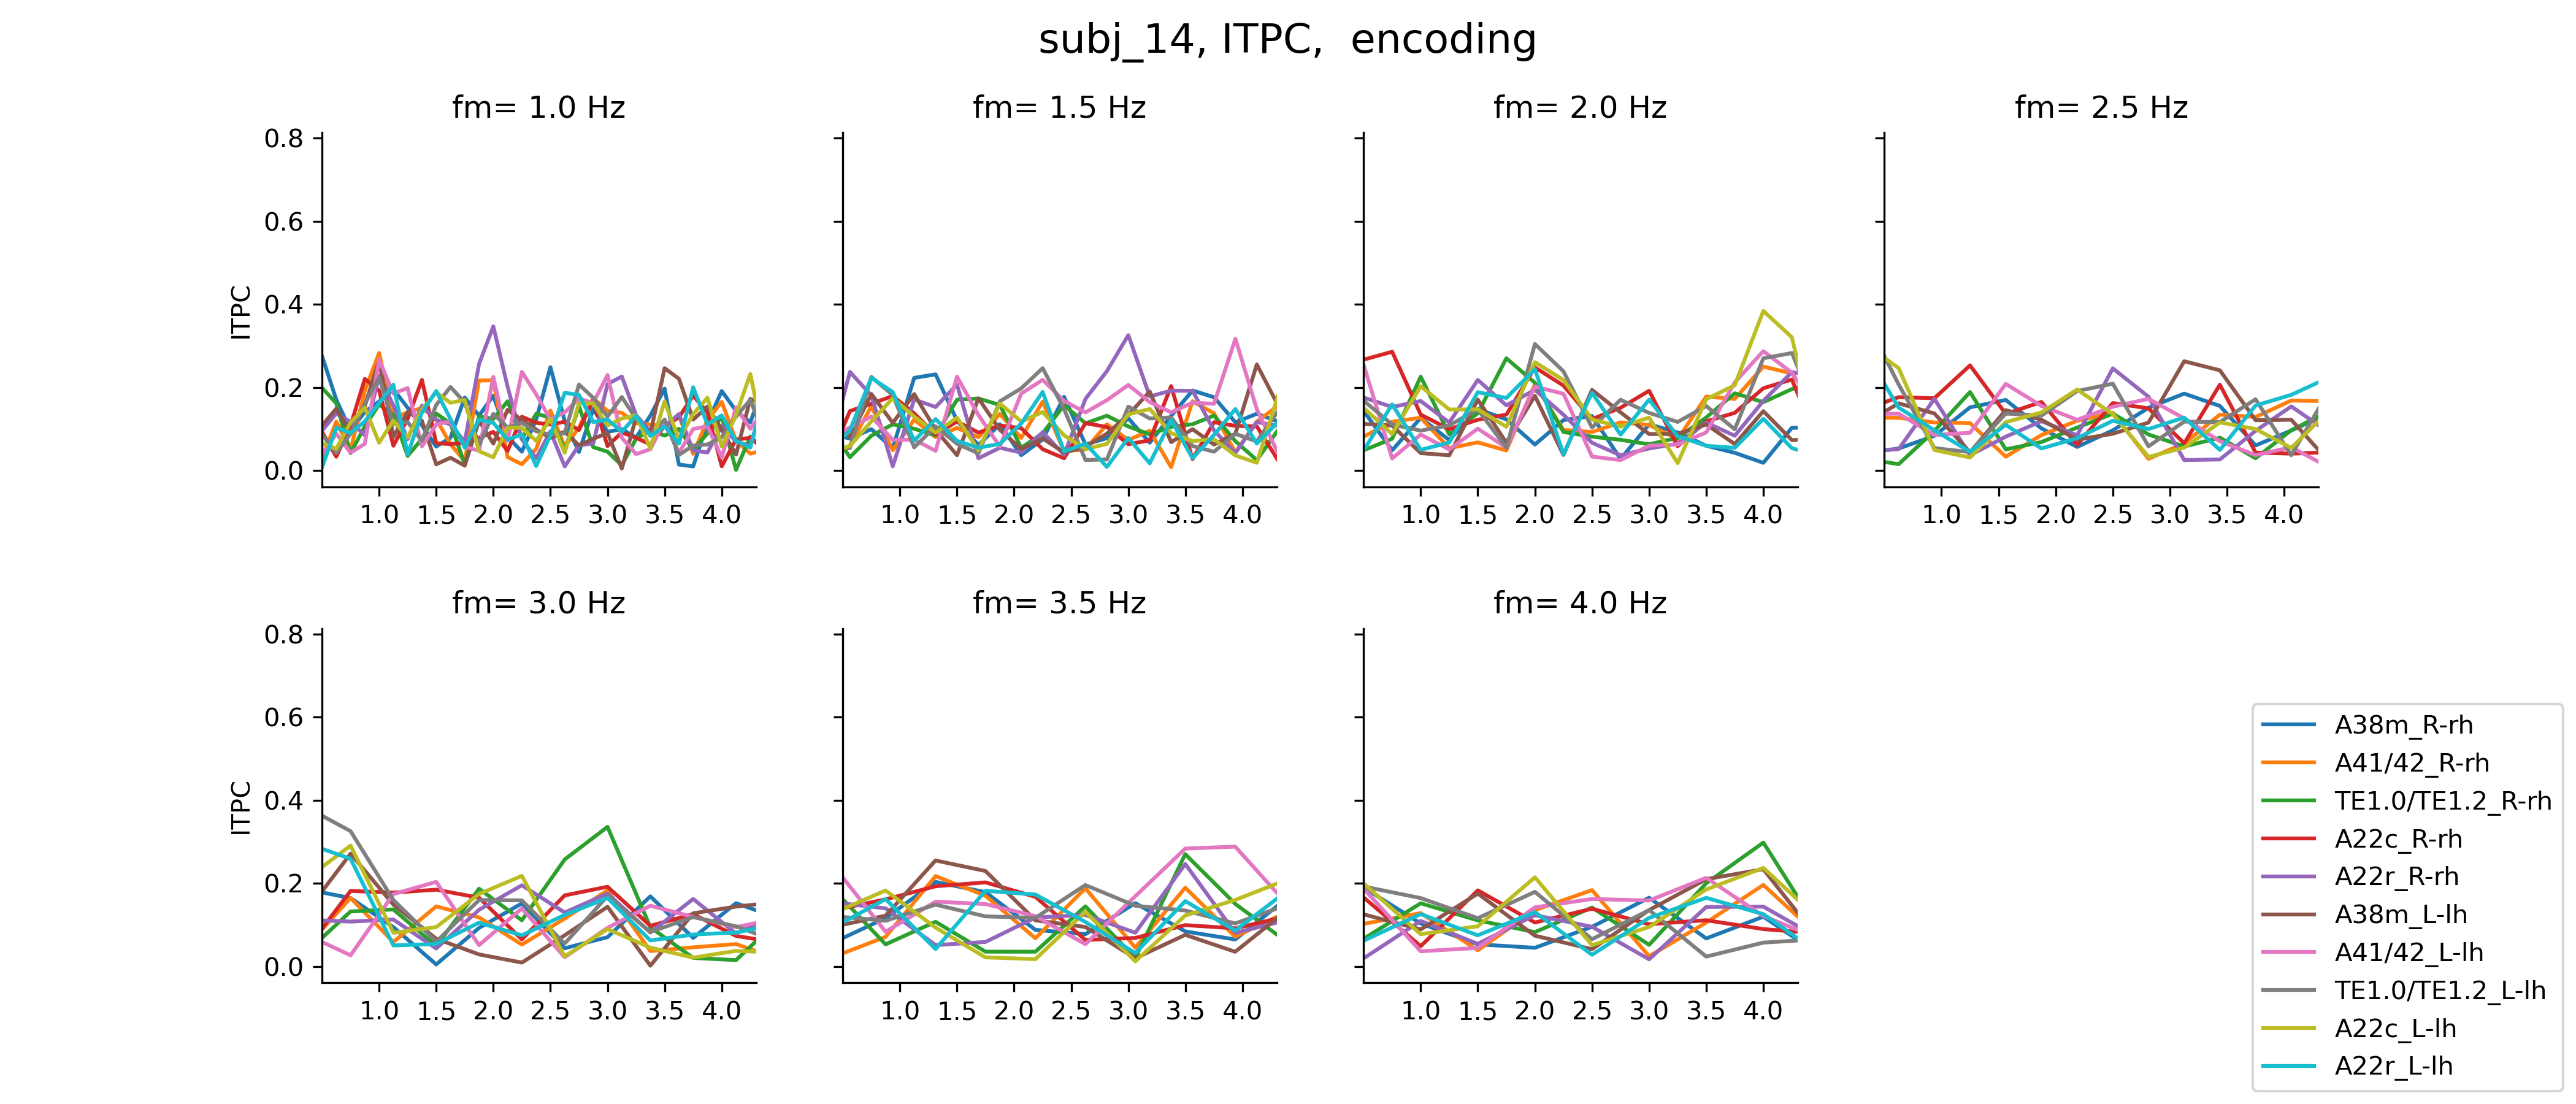 subj_14, ITPC,  encoding
fm= 1.0 Hz
fm= 1.5 Hz
fm= 2.0 Hz
fm= 2.5 Hz
ITPC
0.8
0.6
0.4
0.2
0.0
1.0 1.5 2.0 2.5 3.0 3.5 4.0
1.0 1.5 2.0 2.5 3.0 3.5 4.0
1.0 1.5 2.0 2.5 3.0 3.5 4.0
1.0 1.5 2.0 2.5 3.0 3.5 4.0
fm= 3.0 Hz
fm= 3.5 Hz
fm= 4.0 Hz
ITPC
0.8
0.6
0.4
0.2
0.0
1.0 1.5 2.0 2.5 3.0 3.5 4.0
1.0 1.5 2.0 2.5 3.0 3.5 4.0
1.0 1.5 2.0 2.5 3.0 3.5 4.0
A38m_R-rh
A41/42_R-rh
TE1.0/TE1.2_R-rh
A22c_R-rh
A22r_R-rh
A38m_L-lh
A41/42_L-lh
TE1.0/TE1.2_L-lh
A22c_L-lh
A22r_L-lh